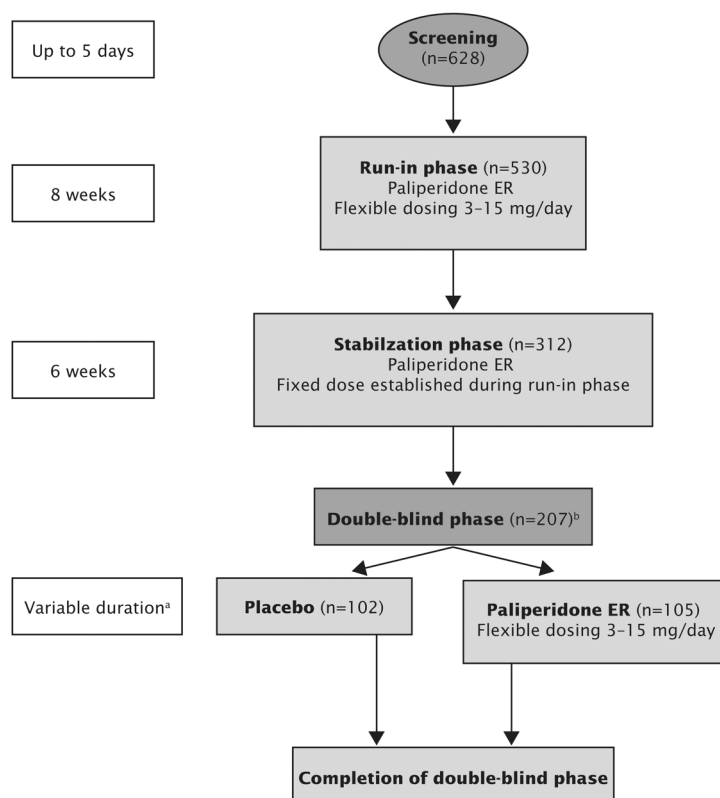 Up to 5 days
Screening
(n=628)
8 weeks
Run-in phase (n=530)
Paliperidone ER
Flexible dosing 3–15 mg/day
6 weeks
Stabilzation phase (n=312)
Paliperidone ER
Fixed dose established during run-in phase
Double-blind phase (n=207)ᵇ
Variable durationᵃ
Placebo (n=102)
Paliperidone ER (n=105)
Flexible dosing 3–15 mg/day
Completion of double-blind phase